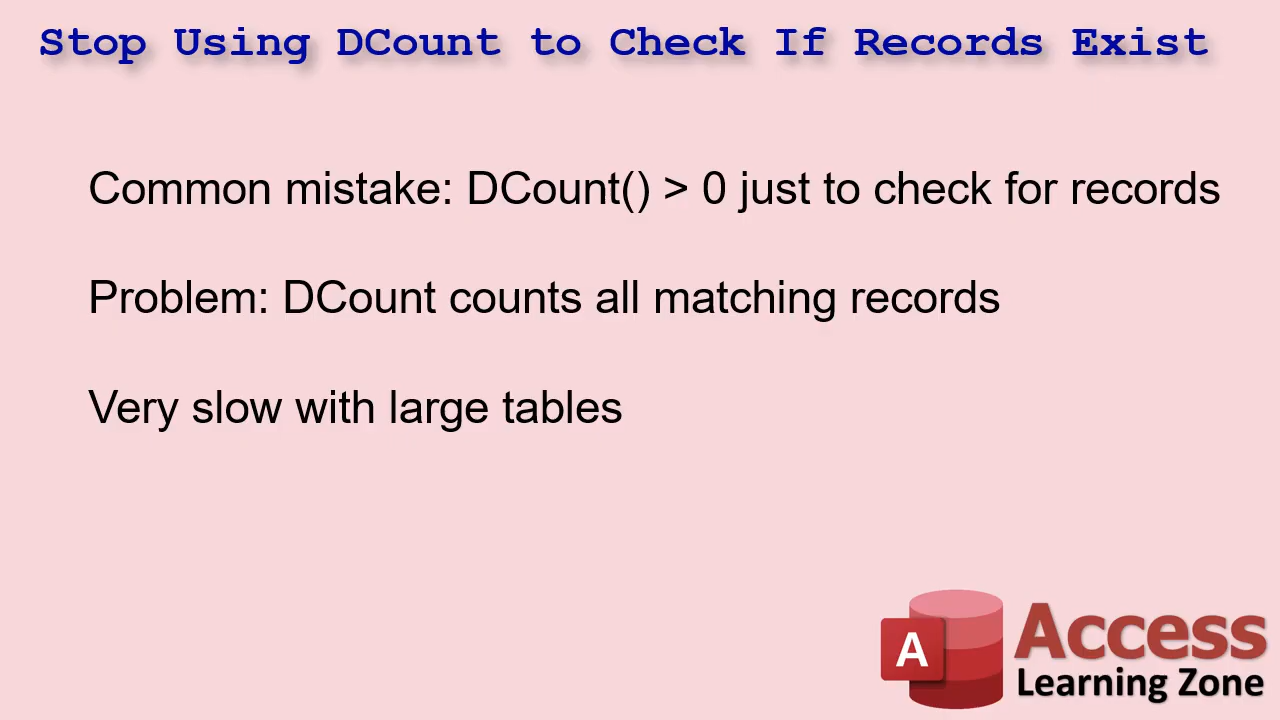 Stop Using DCount to Check If Records Exist
Common mistake: DCount() > 0 just to check for records
Problem: DCount counts all matching records
Very slow with large tables
A
Access
Learning Zone